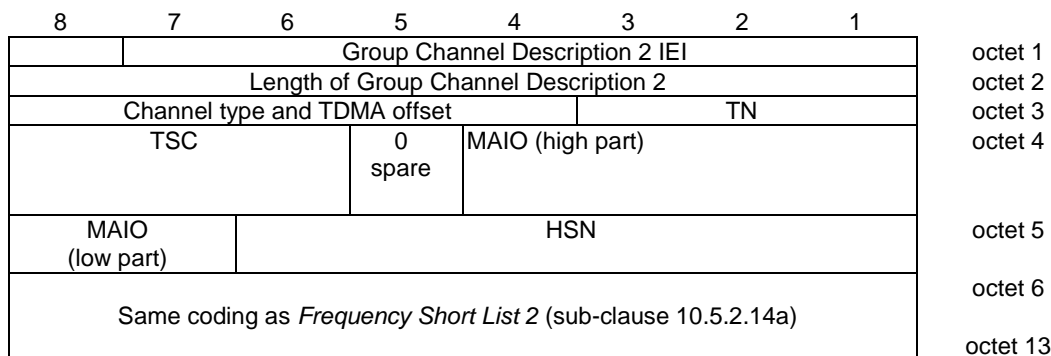 8 7 6 5 4 3 2 1
Group Channel Description 2 IEI octet 1
Length of Group Channel Description 2 octet 2
Channel type and TDMA offset TN octet 3
TSC 0 MAIO (high part) octet 4
spare
MAIO HSN octet 5
(low part)
octet 6
Same coding as Frequency Short List 2 (sub-clause 10.5.2.14a)
octet 13